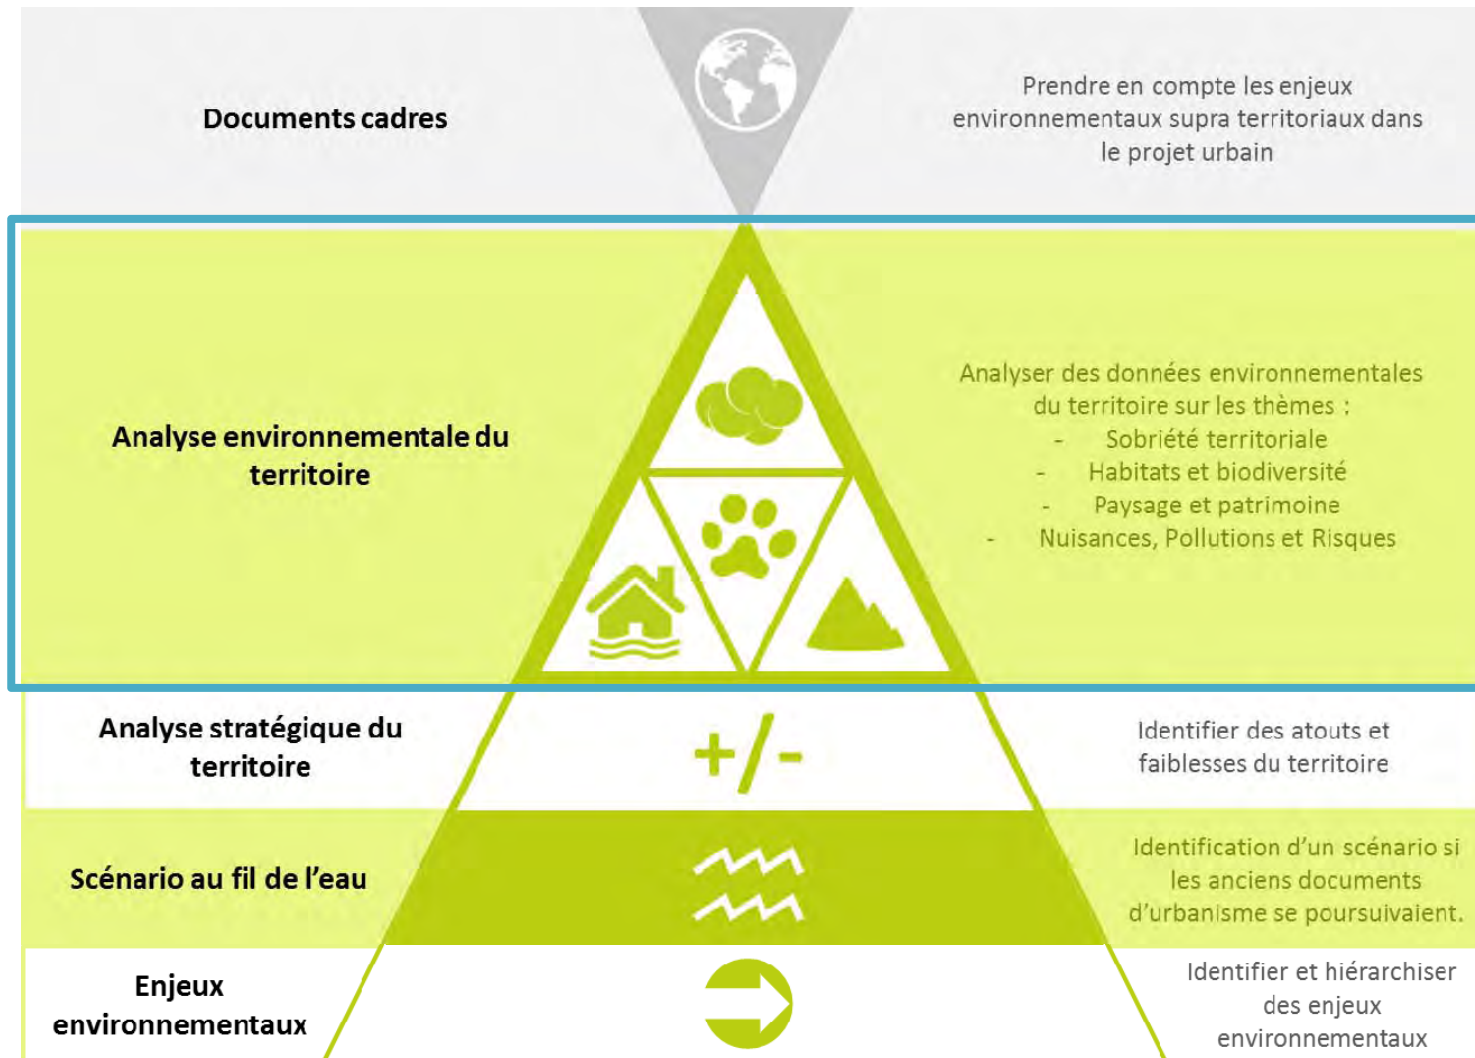 Documents cadres
Prendre en compte les enjeux
environnementaux supra territoriaux dans
le projet urbain
Analyse environnementale du
territoire
Analyser des données environnementales
du territoire sur les thèmes :
- Sobriété territoriale
- Habitats et biodiversité
- Paysage et patrimoine
- Nuisances, Pollutions et Risques
Analyse stratégique du
territoire
+/-
Identifier des atouts et
faiblesses du territoire
Scénario au fil de l’eau
Identification d’un scénario si
les anciens documents
d’urbanisme se poursuivaient.
Enjeux
environnementaux
Identifier et hiérarchiser
des enjeux
environnementaux